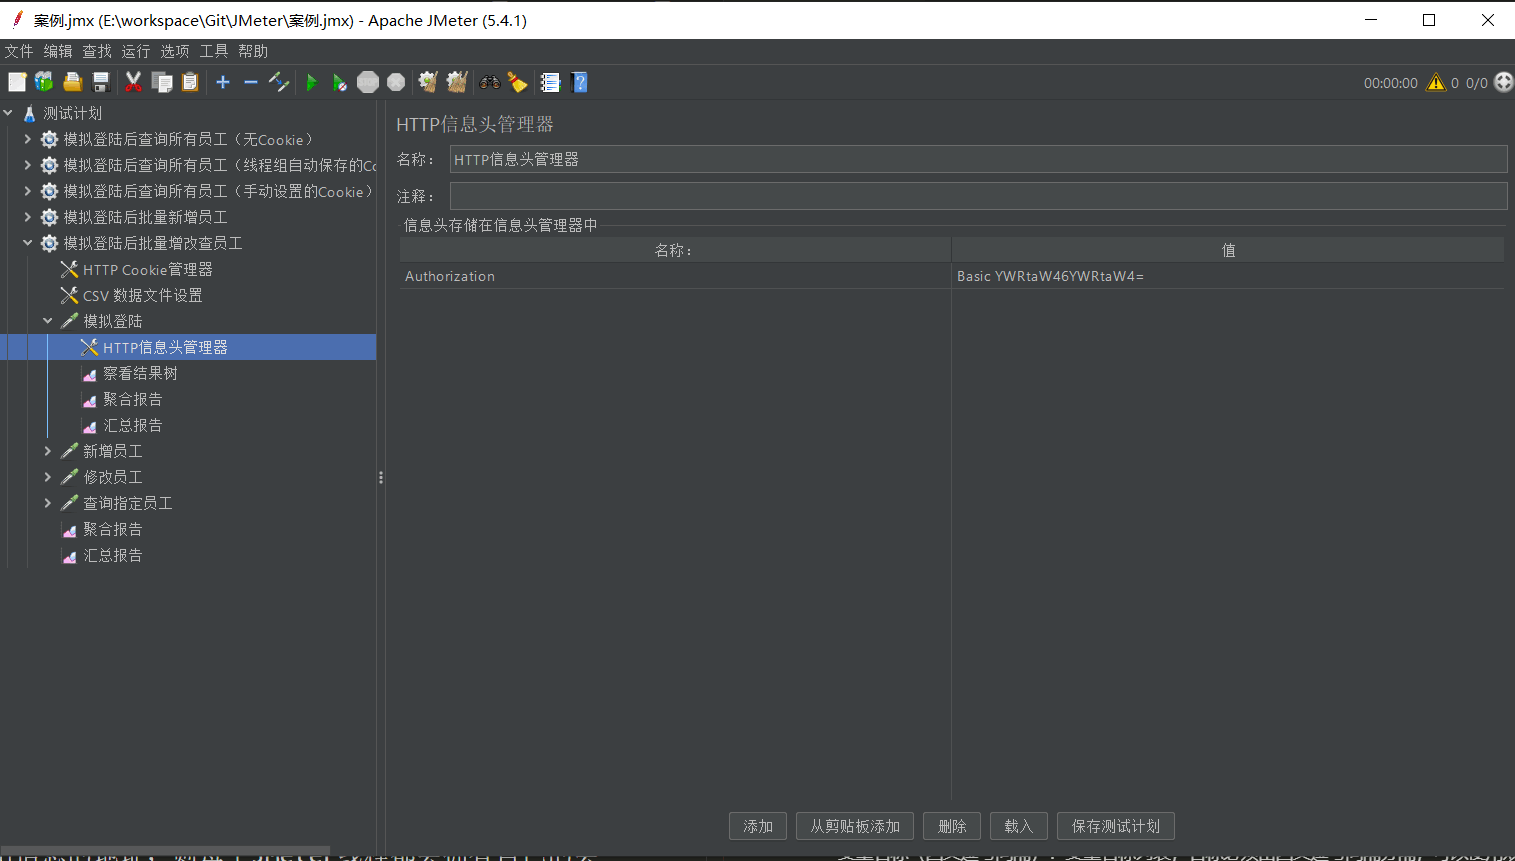 案例.jmx (E:\workspace\Git\JMeter\案例.jmx) - Apache JMeter (5.4.1)
文件 编辑 查找 运行 选项 工具 帮助
00:00:00 0 0/0
测试计划
模拟登陆后查询所有员工（无Cookie）
模拟登陆后查询所有员工（线程组自动保存的Co
模拟登陆后查询所有员工（手动设置的Cookie）
模拟登陆后批量新增员工
模拟登陆后批量增改查员工
HTTP Cookie管理器
CSV 数据文件设置
模拟登陆
HTTP信息头管理器
察看结果树
聚合报告
汇总报告
新增员工
修改员工
查询指定员工
聚合报告
汇总报告
HTTP信息头管理器
名称： HTTP信息头管理器
注释：
信息头存储在信息头管理器中
名称： 值
Authorization Basic YWRtaW46YWRtaW4=
添加 从剪贴板添加 删除 载入 保存测试计划